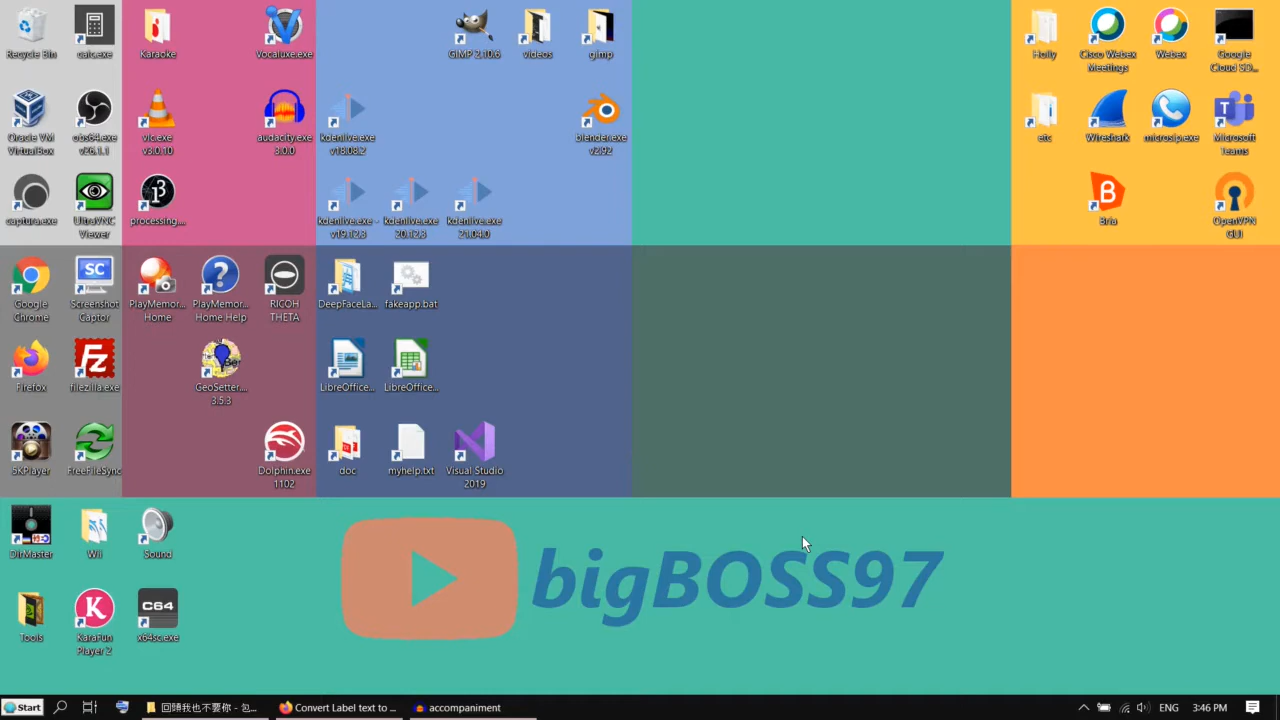 Recycle Bin
calc.exe
Karaoke
Vocaluxe.exe
GIMP 2.10.6
videos
gimp
Holly
Cisco Webex
Meetings
Webex
Google
Cloud SD...
Oracle VM
VirtualBox
obs64.exe
v26.1.1
vlc.exe
v3.0.10
audacity.exe
3.0.0
kdenlive.exe
v18.08.2
blender.exe
v2.92
etc
Wireshark
microsip.exe
Microsoft
Teams
captura.exe
UltraVNC
Viewer
processing....
kdenlive.exe -
v19.12.3
kdenlive.exe
20.12.3
kdenlive.exe
21.04.0
Bria
OpenVPN
GUI
SC
Google
Chrome
Screenshot
Captor
PlayMemor...
Home
PlayMemor...
Home Help
RICOH
THETA
DeepFaceLa...
fakeapp.bat
Firefox
filezilla.exe
GeoSetter....
3.5.3
LibreOffice...
LibreOffice...
5KPlayer
FreeFileSync
Dolphin.exe
1102
doc
myhelp.txt
Visual Studio
2019
DirMaster
Wii
Sound
bigBOSS97
C64
Tools
KaraFun
Player 2
x64sc.exe
Start
回頭我也不要你 - 包...
Convert Label text to ...
accompaniment
ENG
3:46 PM